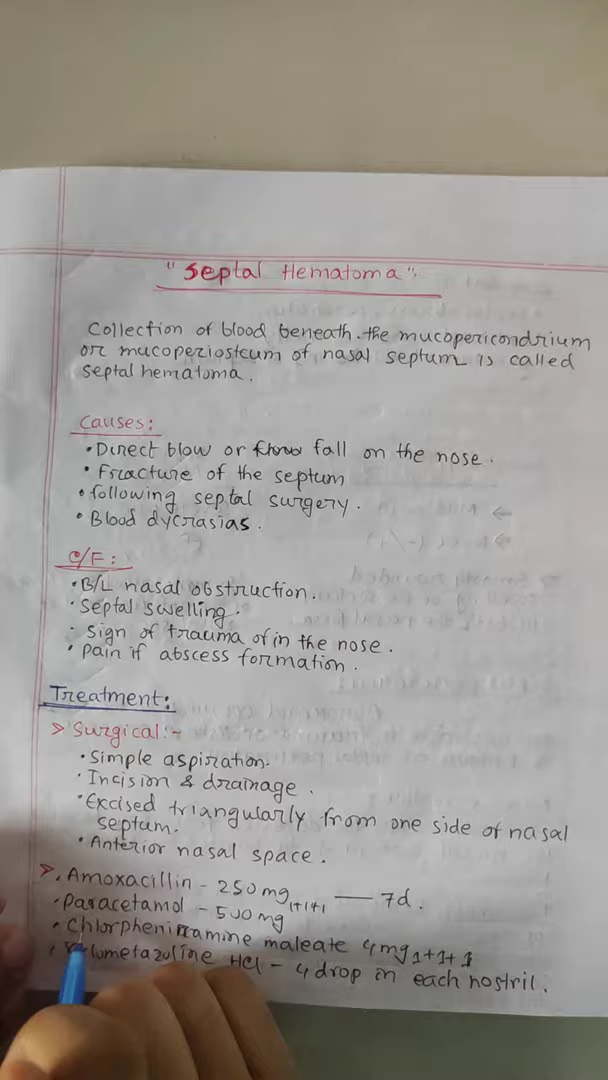 "Septal Hematoma":
Collection of blood beneath the mucopericondrium
or mucoperiosteum of nasal septum is called
septal hematoma.
Causes:
• Direct blow or fall on the nose.
• Fracture of the septum
• following septal surgery.
• Blood dycrasias.
C/F:
• B/L nasal obstruction.
• Septal swelling.
• Sign of trauma of in the nose.
• Pain if abscess formation.
Treatment:
> Surgical:-
• Simple aspiration.
• Incision & drainage.
• Excised triangularly from one side of nasal
septum.
• Anterior nasal space.
>. Amoxacillin - 250 mg 1+1+1 — 7d.
• Paracetamol - 500 mg
• Chlorpheniramine maleate 4mg 1+1+1
• HCl - 4 drop in each nostril.